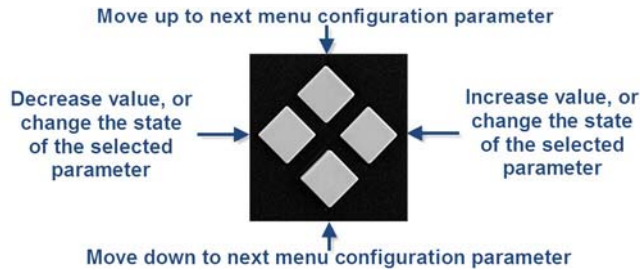 Move up to next menu configuration parameter
Decrease value, or
change the state
of the selected
parameter
Increase value, or
change the state
of the selected
parameter
Move down to next menu configuration parameter